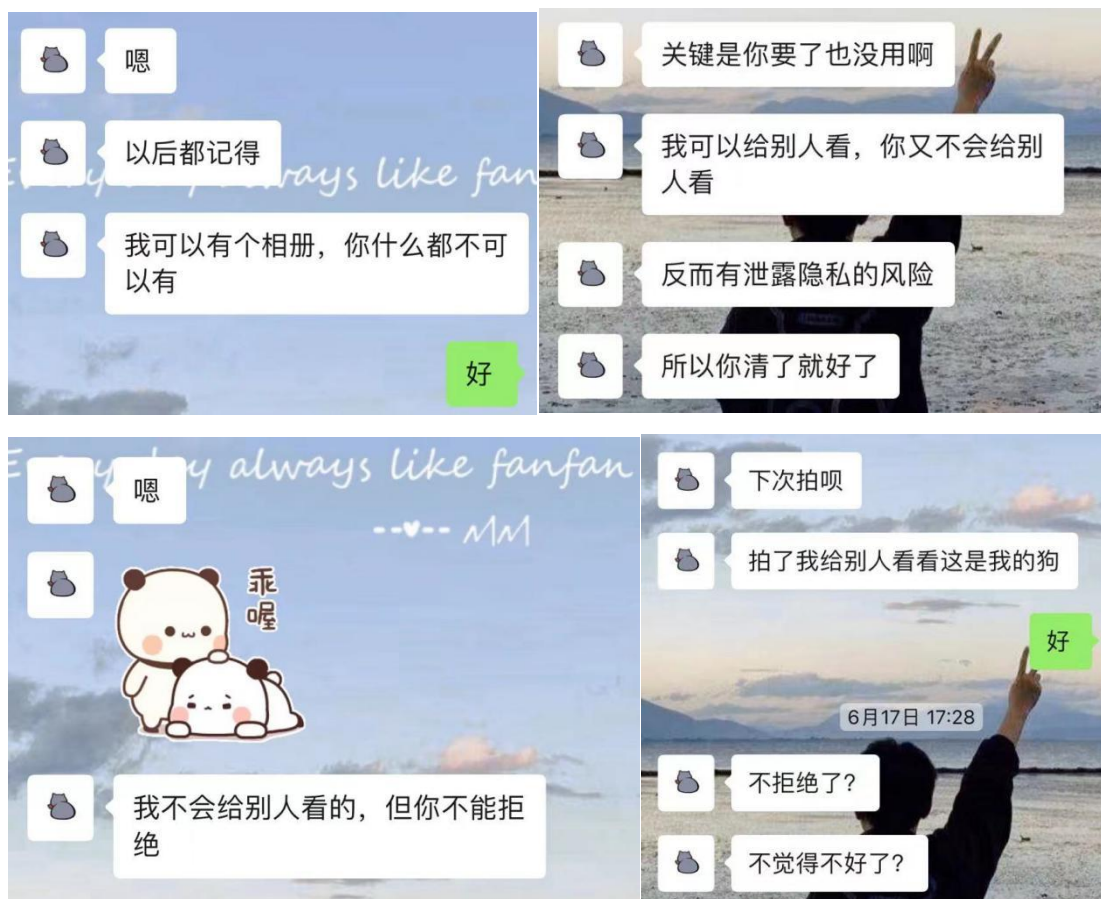 嗯
以后都记得
always like fan
我可以有个相册，你什么都不可
以有
好
关键是你要了也没用啊
我可以给别人看，你又不会给别
人看
反而有泄露隐私的风险
所以你清了就好了
always like fanfan
嗯
乖
喔
我不会给别人看的，但你不能拒
绝
下次拍呗
拍了我给别人看看这是我的狗
好
6月17日 17:28
不拒绝了？
不觉得不好了？